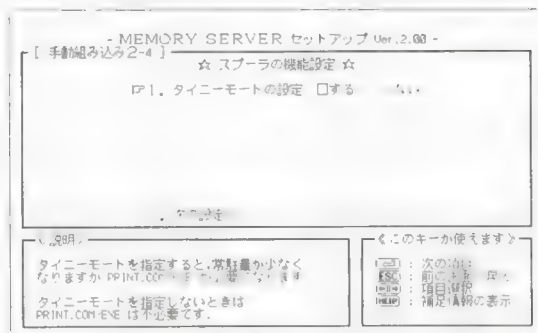 - MEMORY SERVER セットアップ Ver.2.00 -
[ 手動組み込み2-4 ]
☆ スプーラの機能設定 ☆
☞1. タイニーモードの設定 □する
《説明》
タイニーモードを指定すると、常駐量が少なく
なりますが PRINT.COM
タイニーモードを指定しないときは
PRINT.COM・EXE は不必要です.
《このキーが使えます》
: 次の
ESC : 前の
: 項目選択
HELP : 補足情報の表示